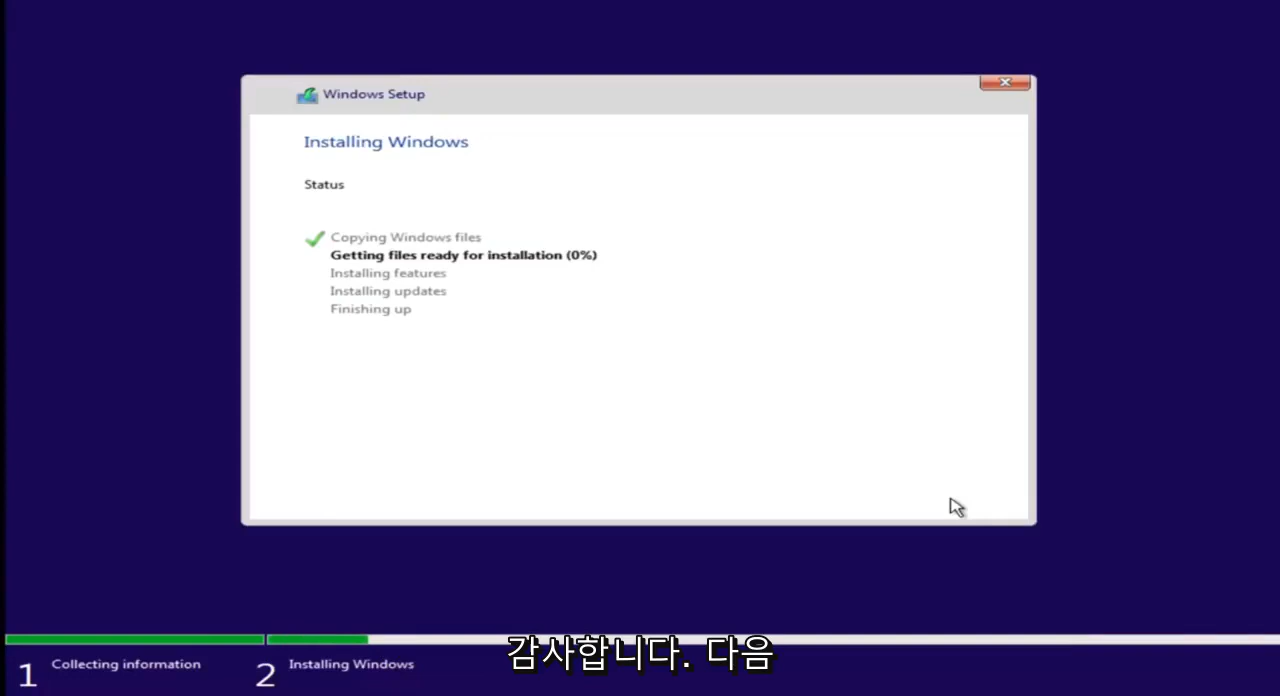 Windows Setup
Installing Windows
Status
Copying Windows files
Getting files ready for installation (0%)
Installing features
Installing updates
Finishing up
1 Collecting information
2 Installing Windows
감사합니다. 다음